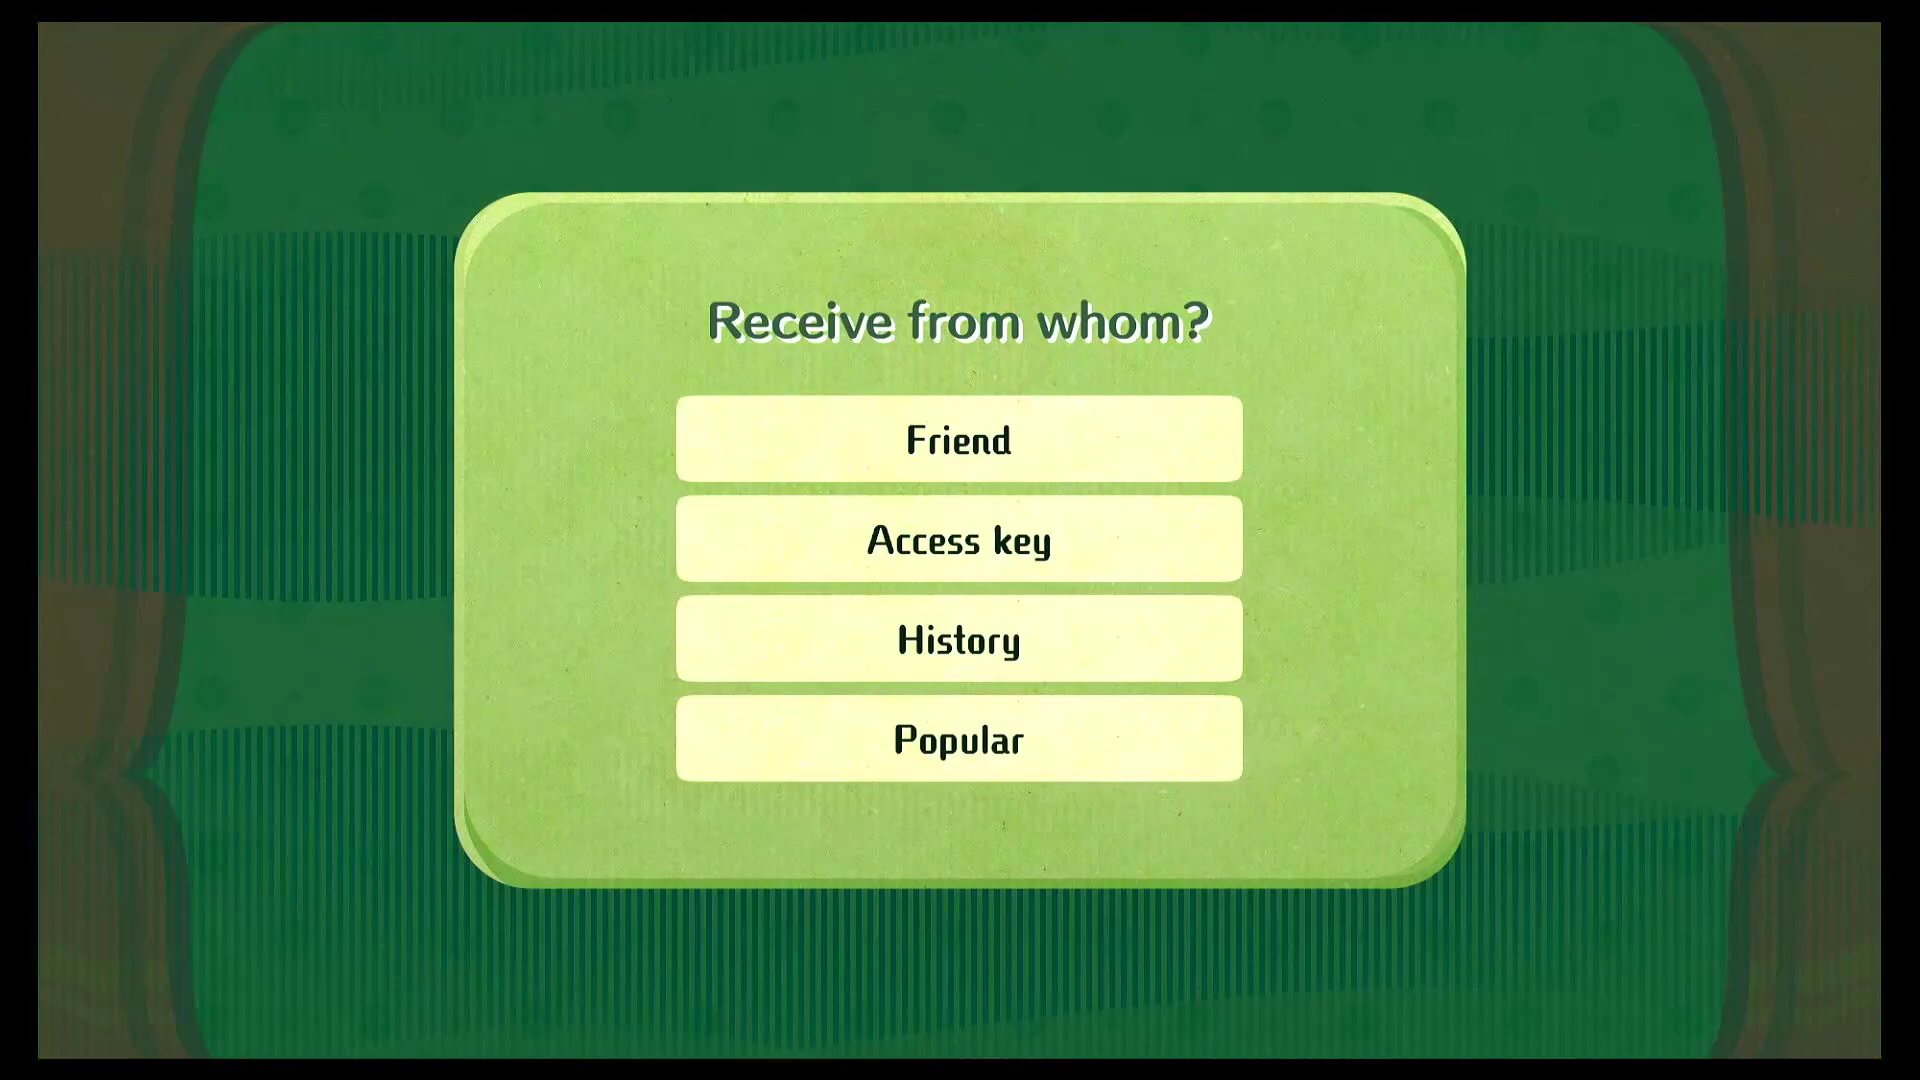 Receive from whom?
Friend
Access key
History
Popular